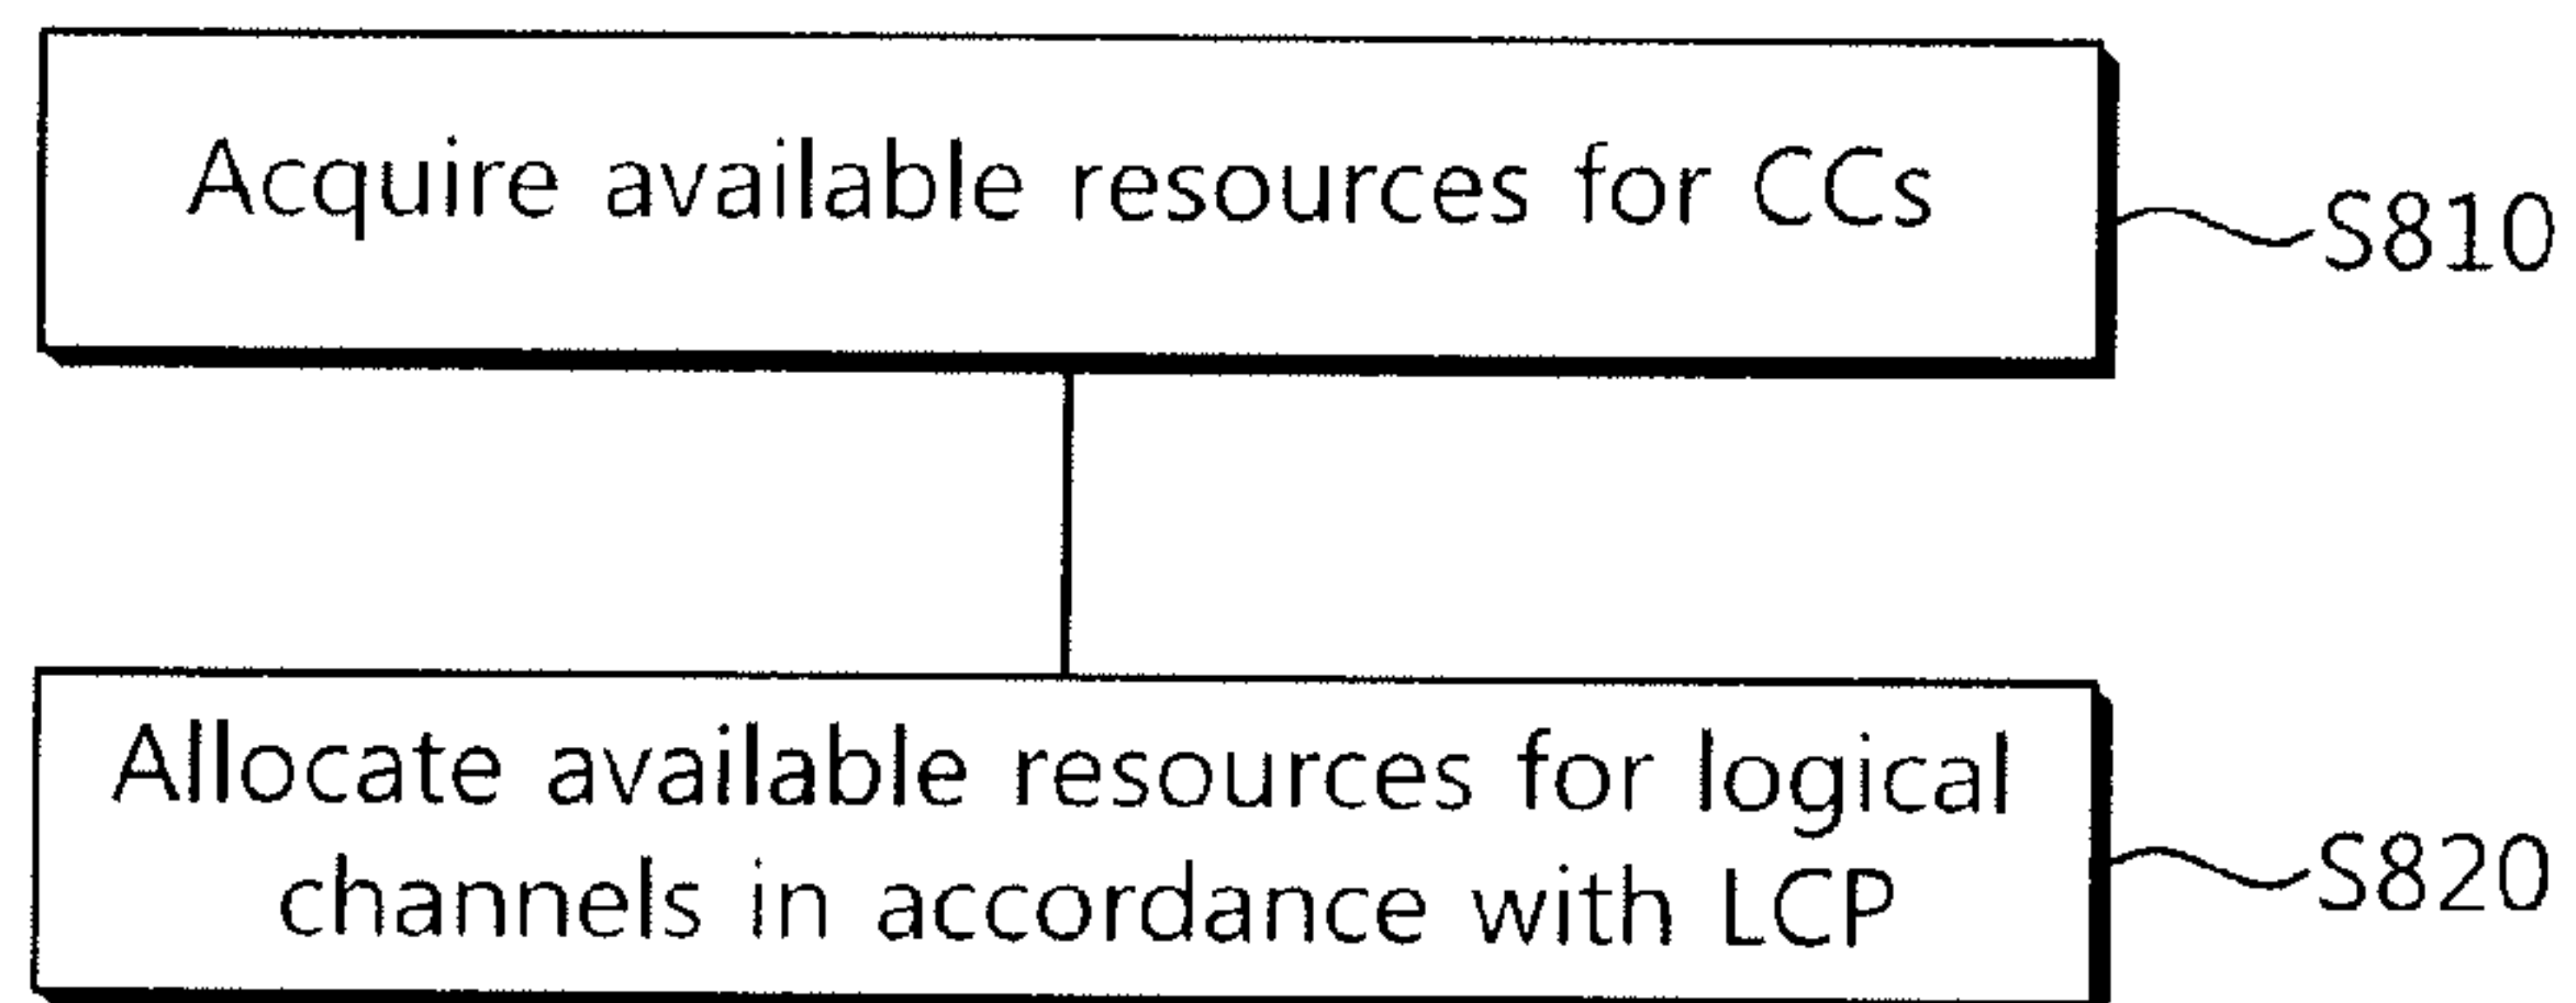 Acquire available resources for CCs
S810
Allocate available resources for logical
channels in accordance with LCP
S820